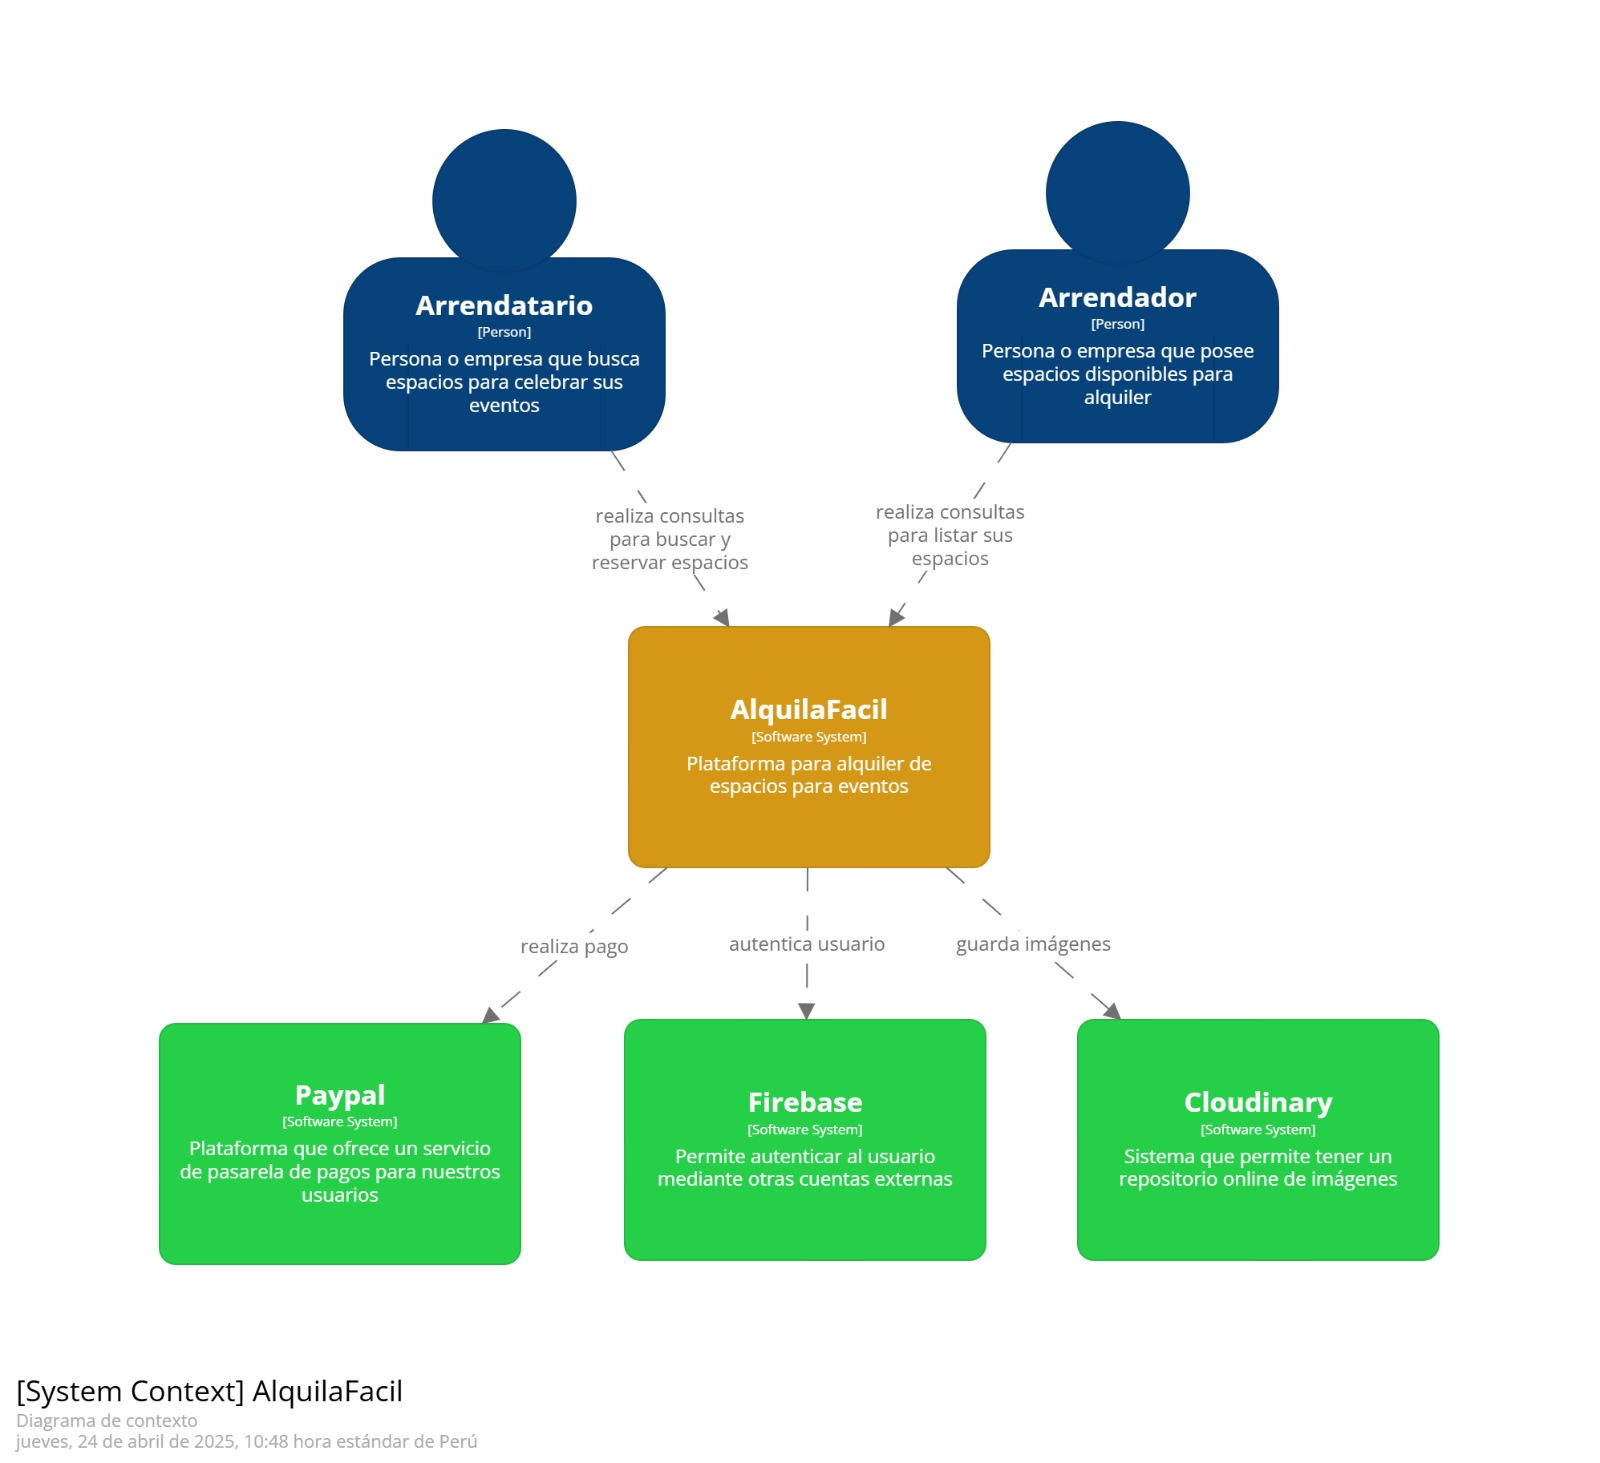 Arrendatario
[Person]
Persona o empresa que busca
espacios para celebrar sus
eventos
Arrendador
[Person]
Persona o empresa que posee
espacios disponibles para
alquiler
realiza consultas
para buscar y
reservar espacios
realiza consultas
para listar sus
espacios
AlquilaFacil
[Software System]
Plataforma para alquiler de
espacios para eventos
realiza pago
autentica usuario
guarda imágenes
Paypal
[Software System]
Plataforma que ofrece un servicio
de pasarela de pagos para nuestros
usuarios
Firebase
[Software System]
Permite autenticar al usuario
mediante otras cuentas externas
Cloudinary
[Software System]
Sistema que permite tener un
repositorio online de imágenes
[System Context] AlquilaFacil
Diagrama de contexto
jueves, 24 de abril de 2025, 10:48 hora estándar de Perú